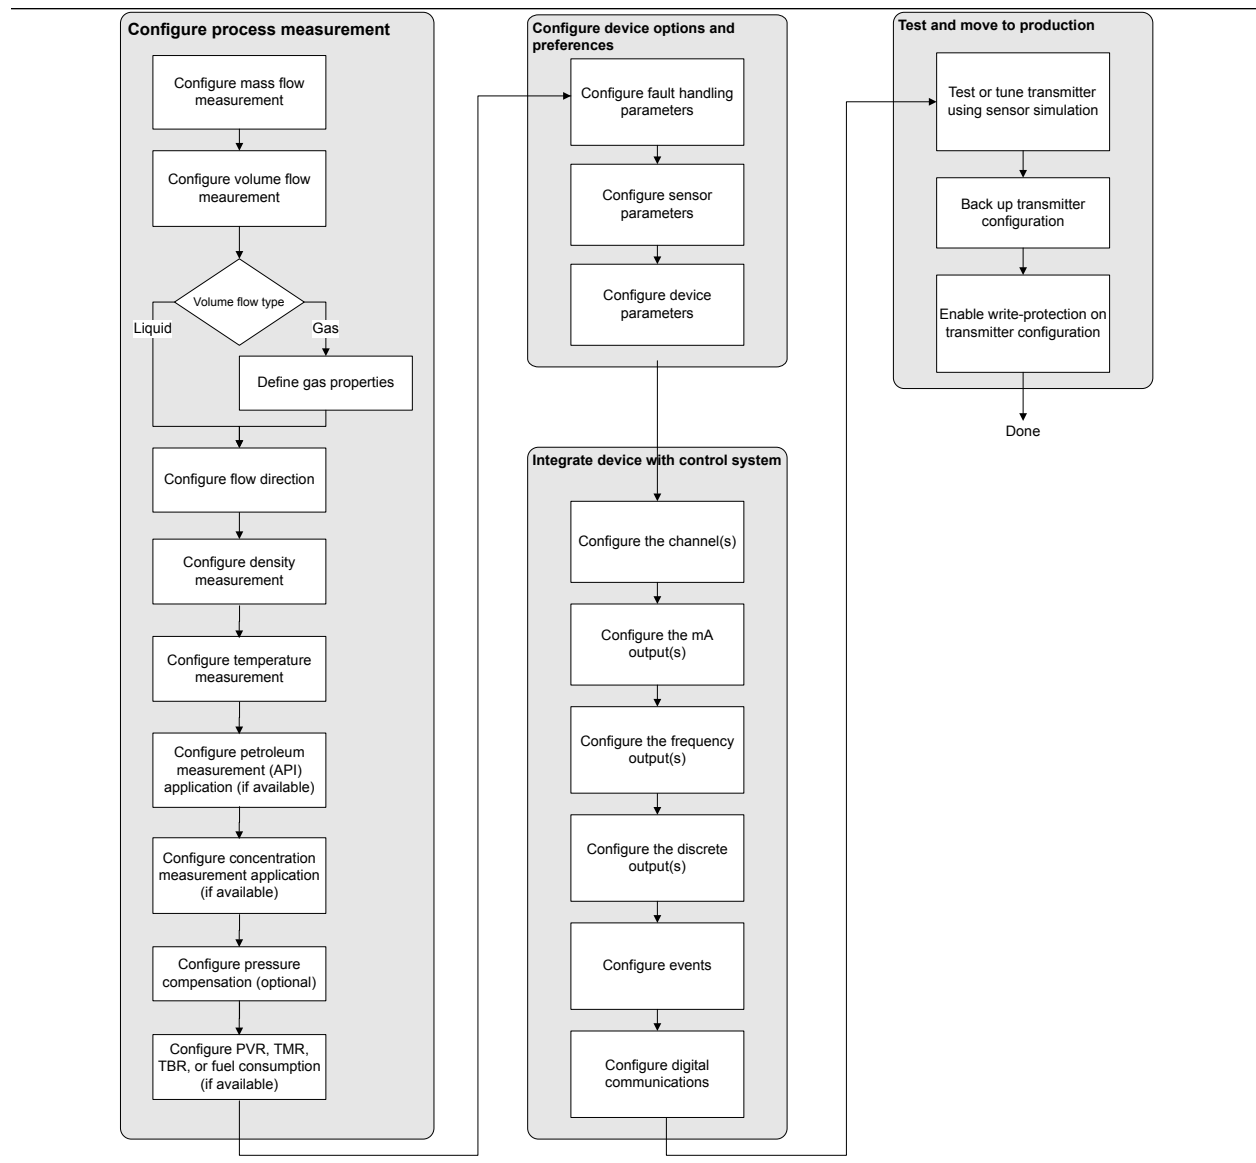 Configure process measurement
Configure mass flow
measurement
Configure volume flow
meaurement
Volume flow type
Liquid
Gas
Define gas properties
Configure flow direction
Configure density
measurement
Configure temperature
measurement
Configure petroleum
measurement (API)
application (if available)
Configure concentration
measurement application
(if available)
Configure pressure
compensation (optional)
Configure PVR, TMR,
TBR, or fuel consumption
(if available)
Configure device options and
preferences
Configure fault handling
parameters
Configure sensor
parameters
Configure device
parameters
Integrate device with control system
Configure the channel(s)
Configure the mA
output(s)
Configure the frequency
output(s)
Configure the discrete
output(s)
Configure events
Configure digital
communications
Test and move to production
Test or tune transmitter
using sensor simulation
Back up transmitter
configuration
Enable write-protection on
transmitter configuration
Done